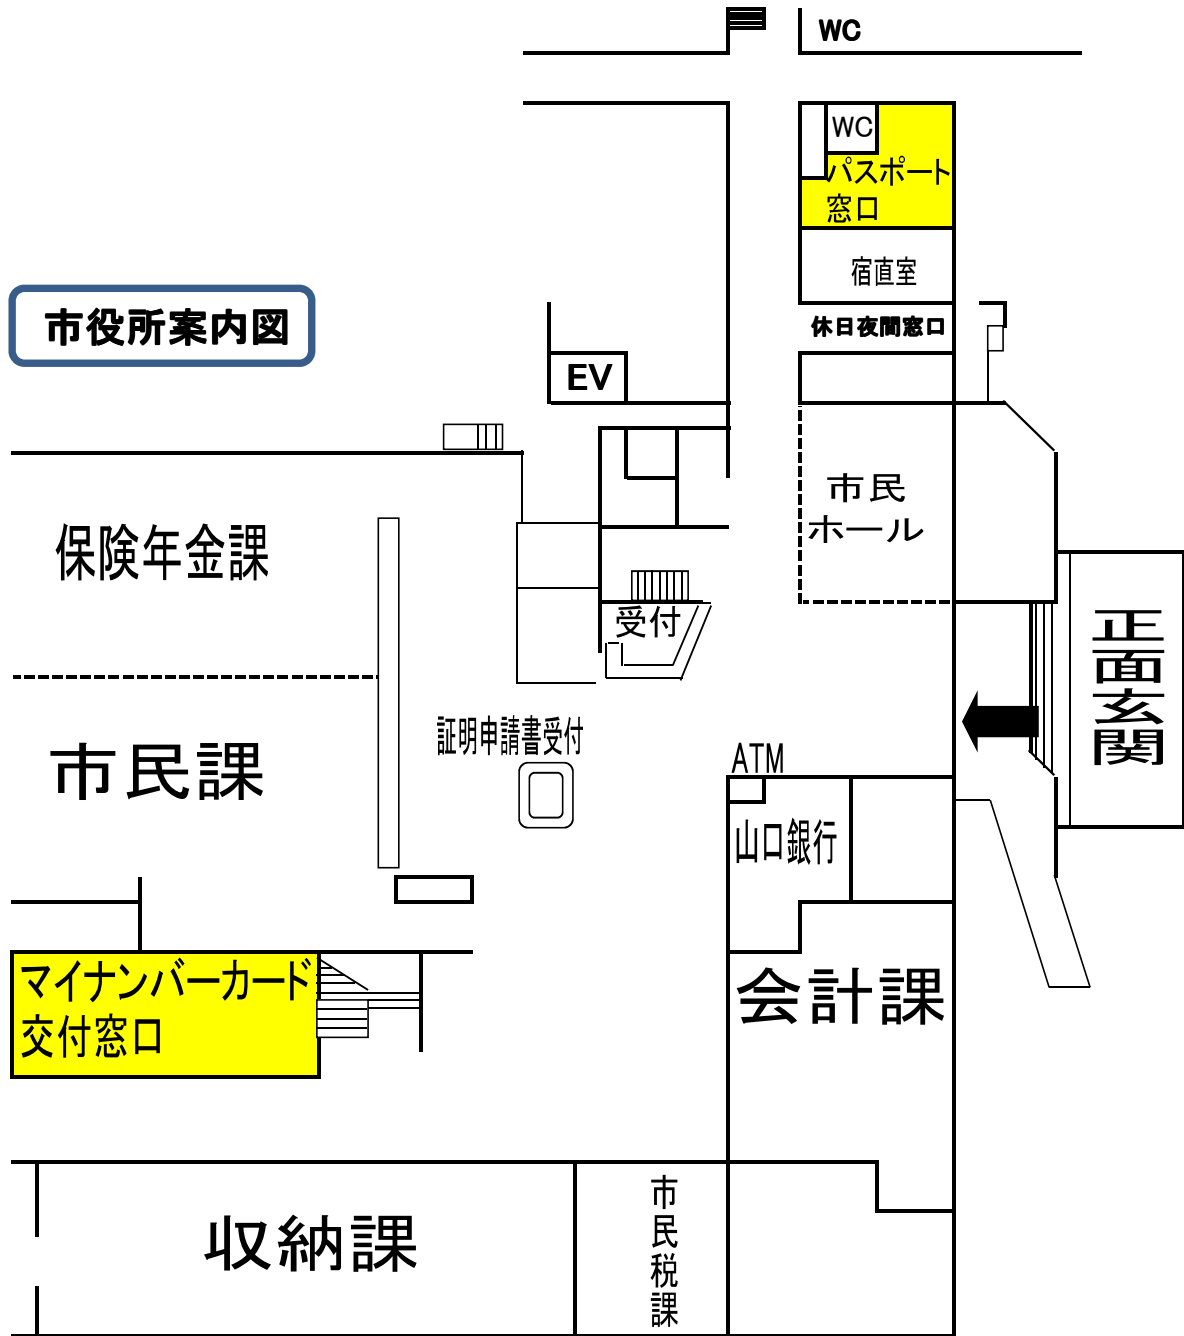 WC
WC
パスポート
窓口
宿直室
市役所案内図
休日夜間窓口
EV
市民
ホール
保険年金課
受付
正面玄関
証明申請書受付
市民課
ATM
山口銀行
マイナンバーカード
交付窓口
会計課
収納課
市民税課